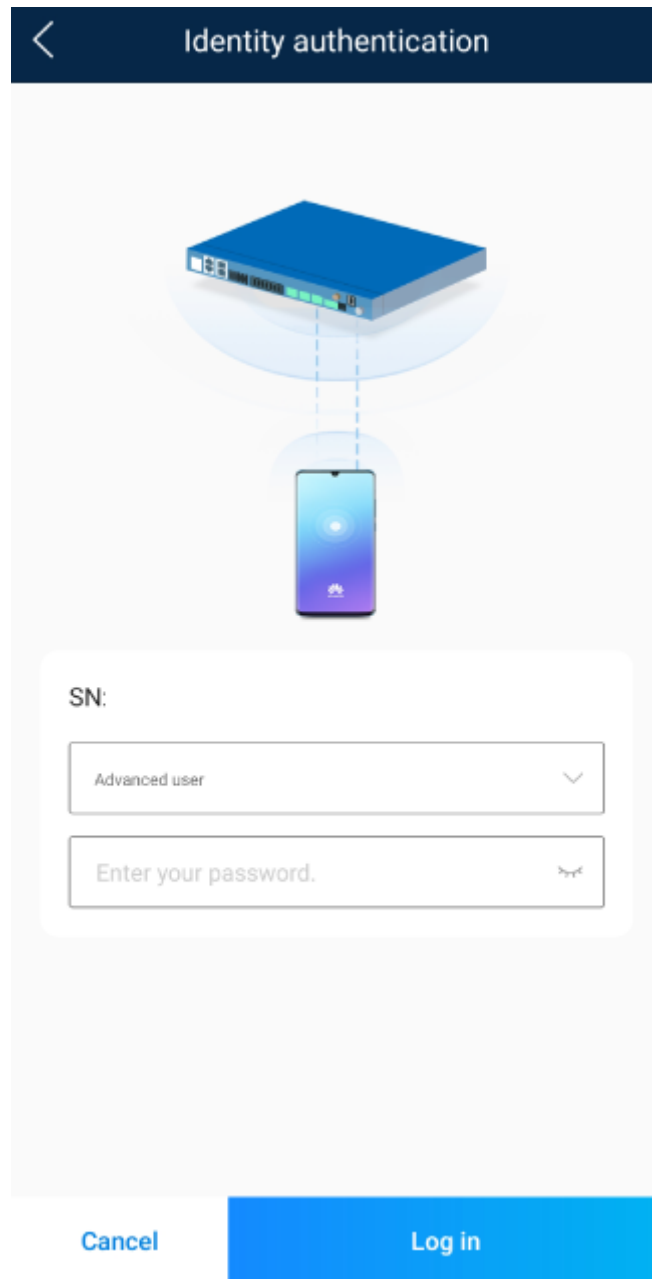 Identity authentication
SN:
Advanced user
Enter your password.
Cancel
Log in